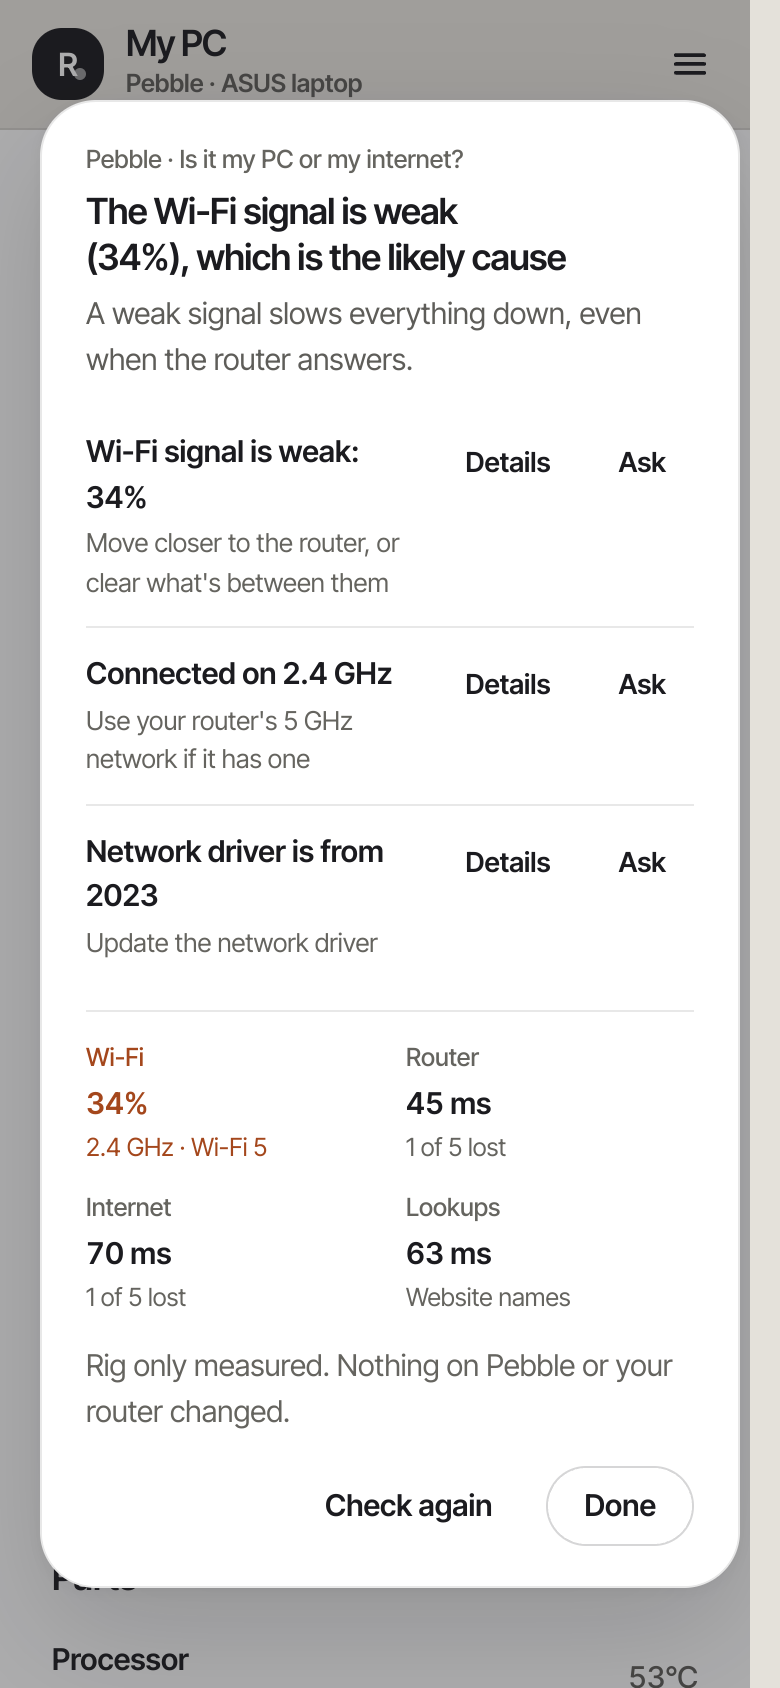 R
My PC
Pebble · ASUS laptop
Pebble · Is it my PC or my internet?
The Wi-Fi signal is weak
(34%), which is the likely cause
A weak signal slows everything down, even
when the router answers.
Wi-Fi signal is weak:
34%
Details
Ask
Move closer to the router, or
clear what's between them
Connected on 2.4 GHz
Details
Ask
Use your router's 5 GHz
network if it has one
Network driver is from
2023
Details
Ask
Update the network driver
Wi-Fi
34%
2.4 GHz · Wi-Fi 5
Router
45 ms
1 of 5 lost
Internet
70 ms
1 of 5 lost
Lookups
63 ms
Website names
Rig only measured. Nothing on Pebble or your
router changed.
Check again
Done
Processor
53°C